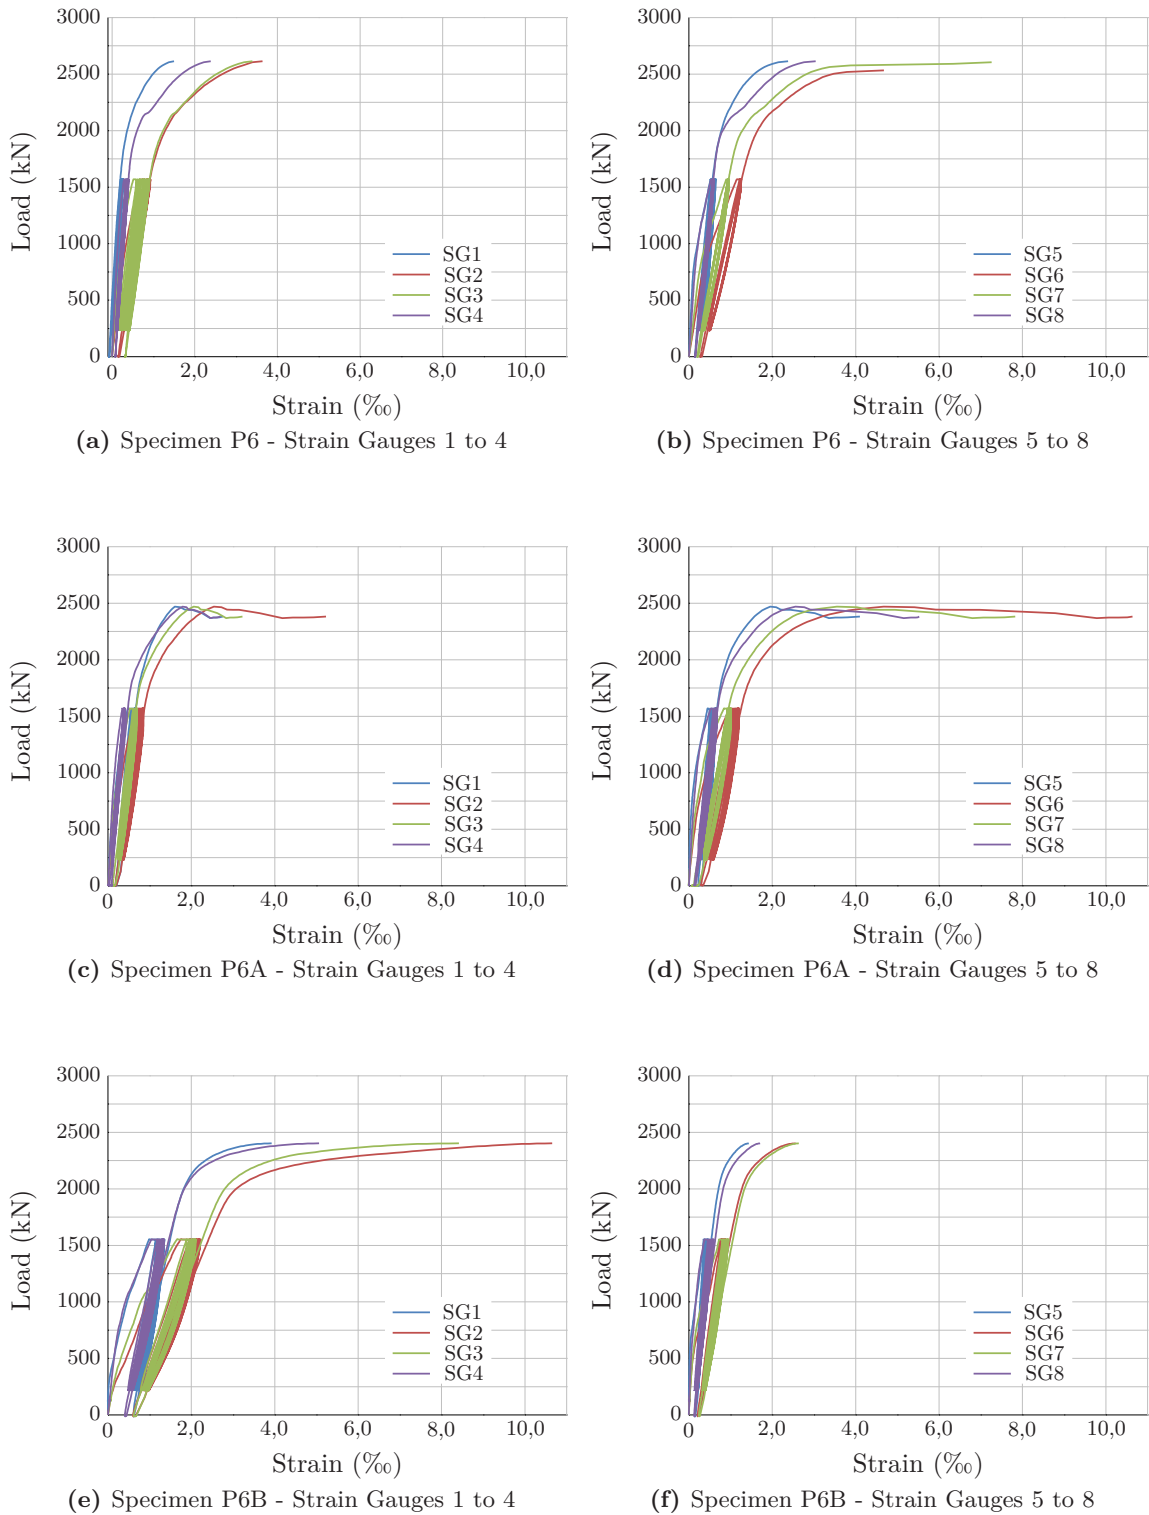 3000
2500
2000
1500
1000
500
0
Load (kN)
0
2,0
4,0
6,0
8,0
10,0
Strain (‰)
SG1
SG2
SG3
SG4
(a) Specimen P6 - Strain Gauges 1 to 4
3000
2500
2000
1500
1000
500
0
Load (kN)
0
2,0
4,0
6,0
8,0
10,0
Strain (‰)
SG5
SG6
SG7
SG8
(b) Specimen P6 - Strain Gauges 5 to 8
3000
2500
2000
1500
1000
500
0
Load (kN)
0
2,0
4,0
6,0
8,0
10,0
Strain (‰)
SG1
SG2
SG3
SG4
(c) Specimen P6A - Strain Gauges 1 to 4
3000
2500
2000
1500
1000
500
0
Load (kN)
0
2,0
4,0
6,0
8,0
10,0
Strain (‰)
SG5
SG6
SG7
SG8
(d) Specimen P6A - Strain Gauges 5 to 8
3000
2500
2000
1500
1000
500
0
Load (kN)
0
2,0
4,0
6,0
8,0
10,0
Strain (‰)
SG1
SG2
SG3
SG4
(e) Specimen P6B - Strain Gauges 1 to 4
3000
2500
2000
1500
1000
500
0
Load (kN)
0
2,0
4,0
6,0
8,0
10,0
Strain (‰)
SG5
SG6
SG7
SG8
(f) Specimen P6B - Strain Gauges 5 to 8